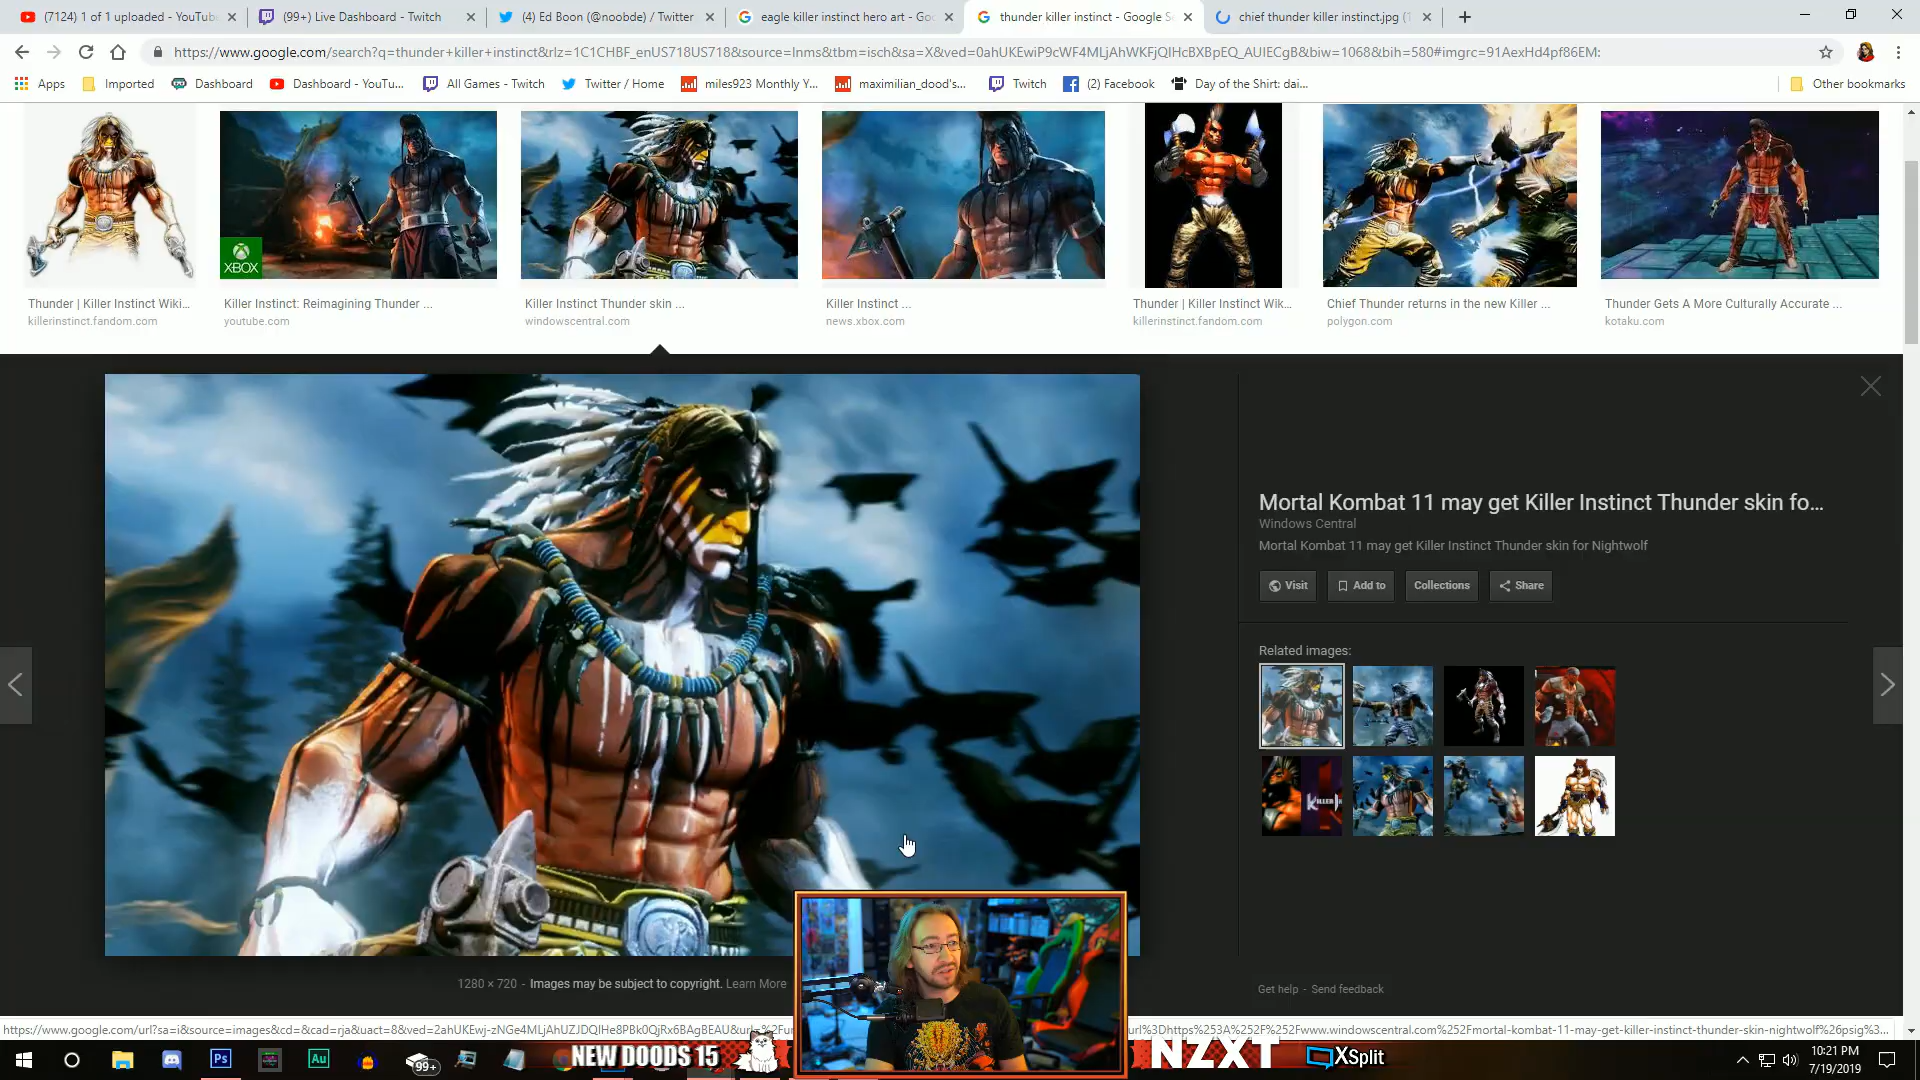 (7124) 1 of 1 uploaded - YouTub
(99+) Live Dashboard - Twitch
(4) Ed Boon (@noobde) / Twitter
eagle killer instinct hero art - Goo
thunder killer instinct - Google S
chief thunder killer instinct.jpg (1
https://www.google.com/search?q=thunder+killer+instinct&rlz=1C1CHBF_enUS718US718&source=lnms&tbm=isch&sa=X&ved=0ahUKEwiP9cWF4MLjAhWKFjQIHcBXBpEQ_AUIECgB&biw=1068&bih=580#imgrc=91AexHd4pf86EM:
Apps
Imported
Dashboard
Dashboard - YouTu...
All Games - Twitch
Twitter / Home
miles923 Monthly Y...
maximilian_dood's...
Twitch
(2) Facebook
Day of the Shirt: dai...
Other bookmarks
XBOX
Thunder | Killer Instinct Wiki...
killerinstinct.fandom.com
Killer Instinct: Reimagining Thunder ...
youtube.com
Killer Instinct Thunder skin ...
windowscentral.com
Killer Instinct ...
news.xbox.com
Thunder | Killer Instinct Wik...
killerinstinct.fandom.com
Chief Thunder returns in the new Killer ...
polygon.com
Thunder Gets A More Culturally Accurate ...
kotaku.com
Mortal Kombat 11 may get Killer Instinct Thunder skin fo...
Windows Central
Mortal Kombat 11 may get Killer Instinct Thunder skin for Nightwolf
Visit
Add to
Collections
Share
Related images:
1280 × 720 - Images may be subject to copyright. Learn More
Get help - Send feedback
Ps
Au
99+
NEW DOODS 15
NZXT
XSplit
10:21 PM
7/19/2019